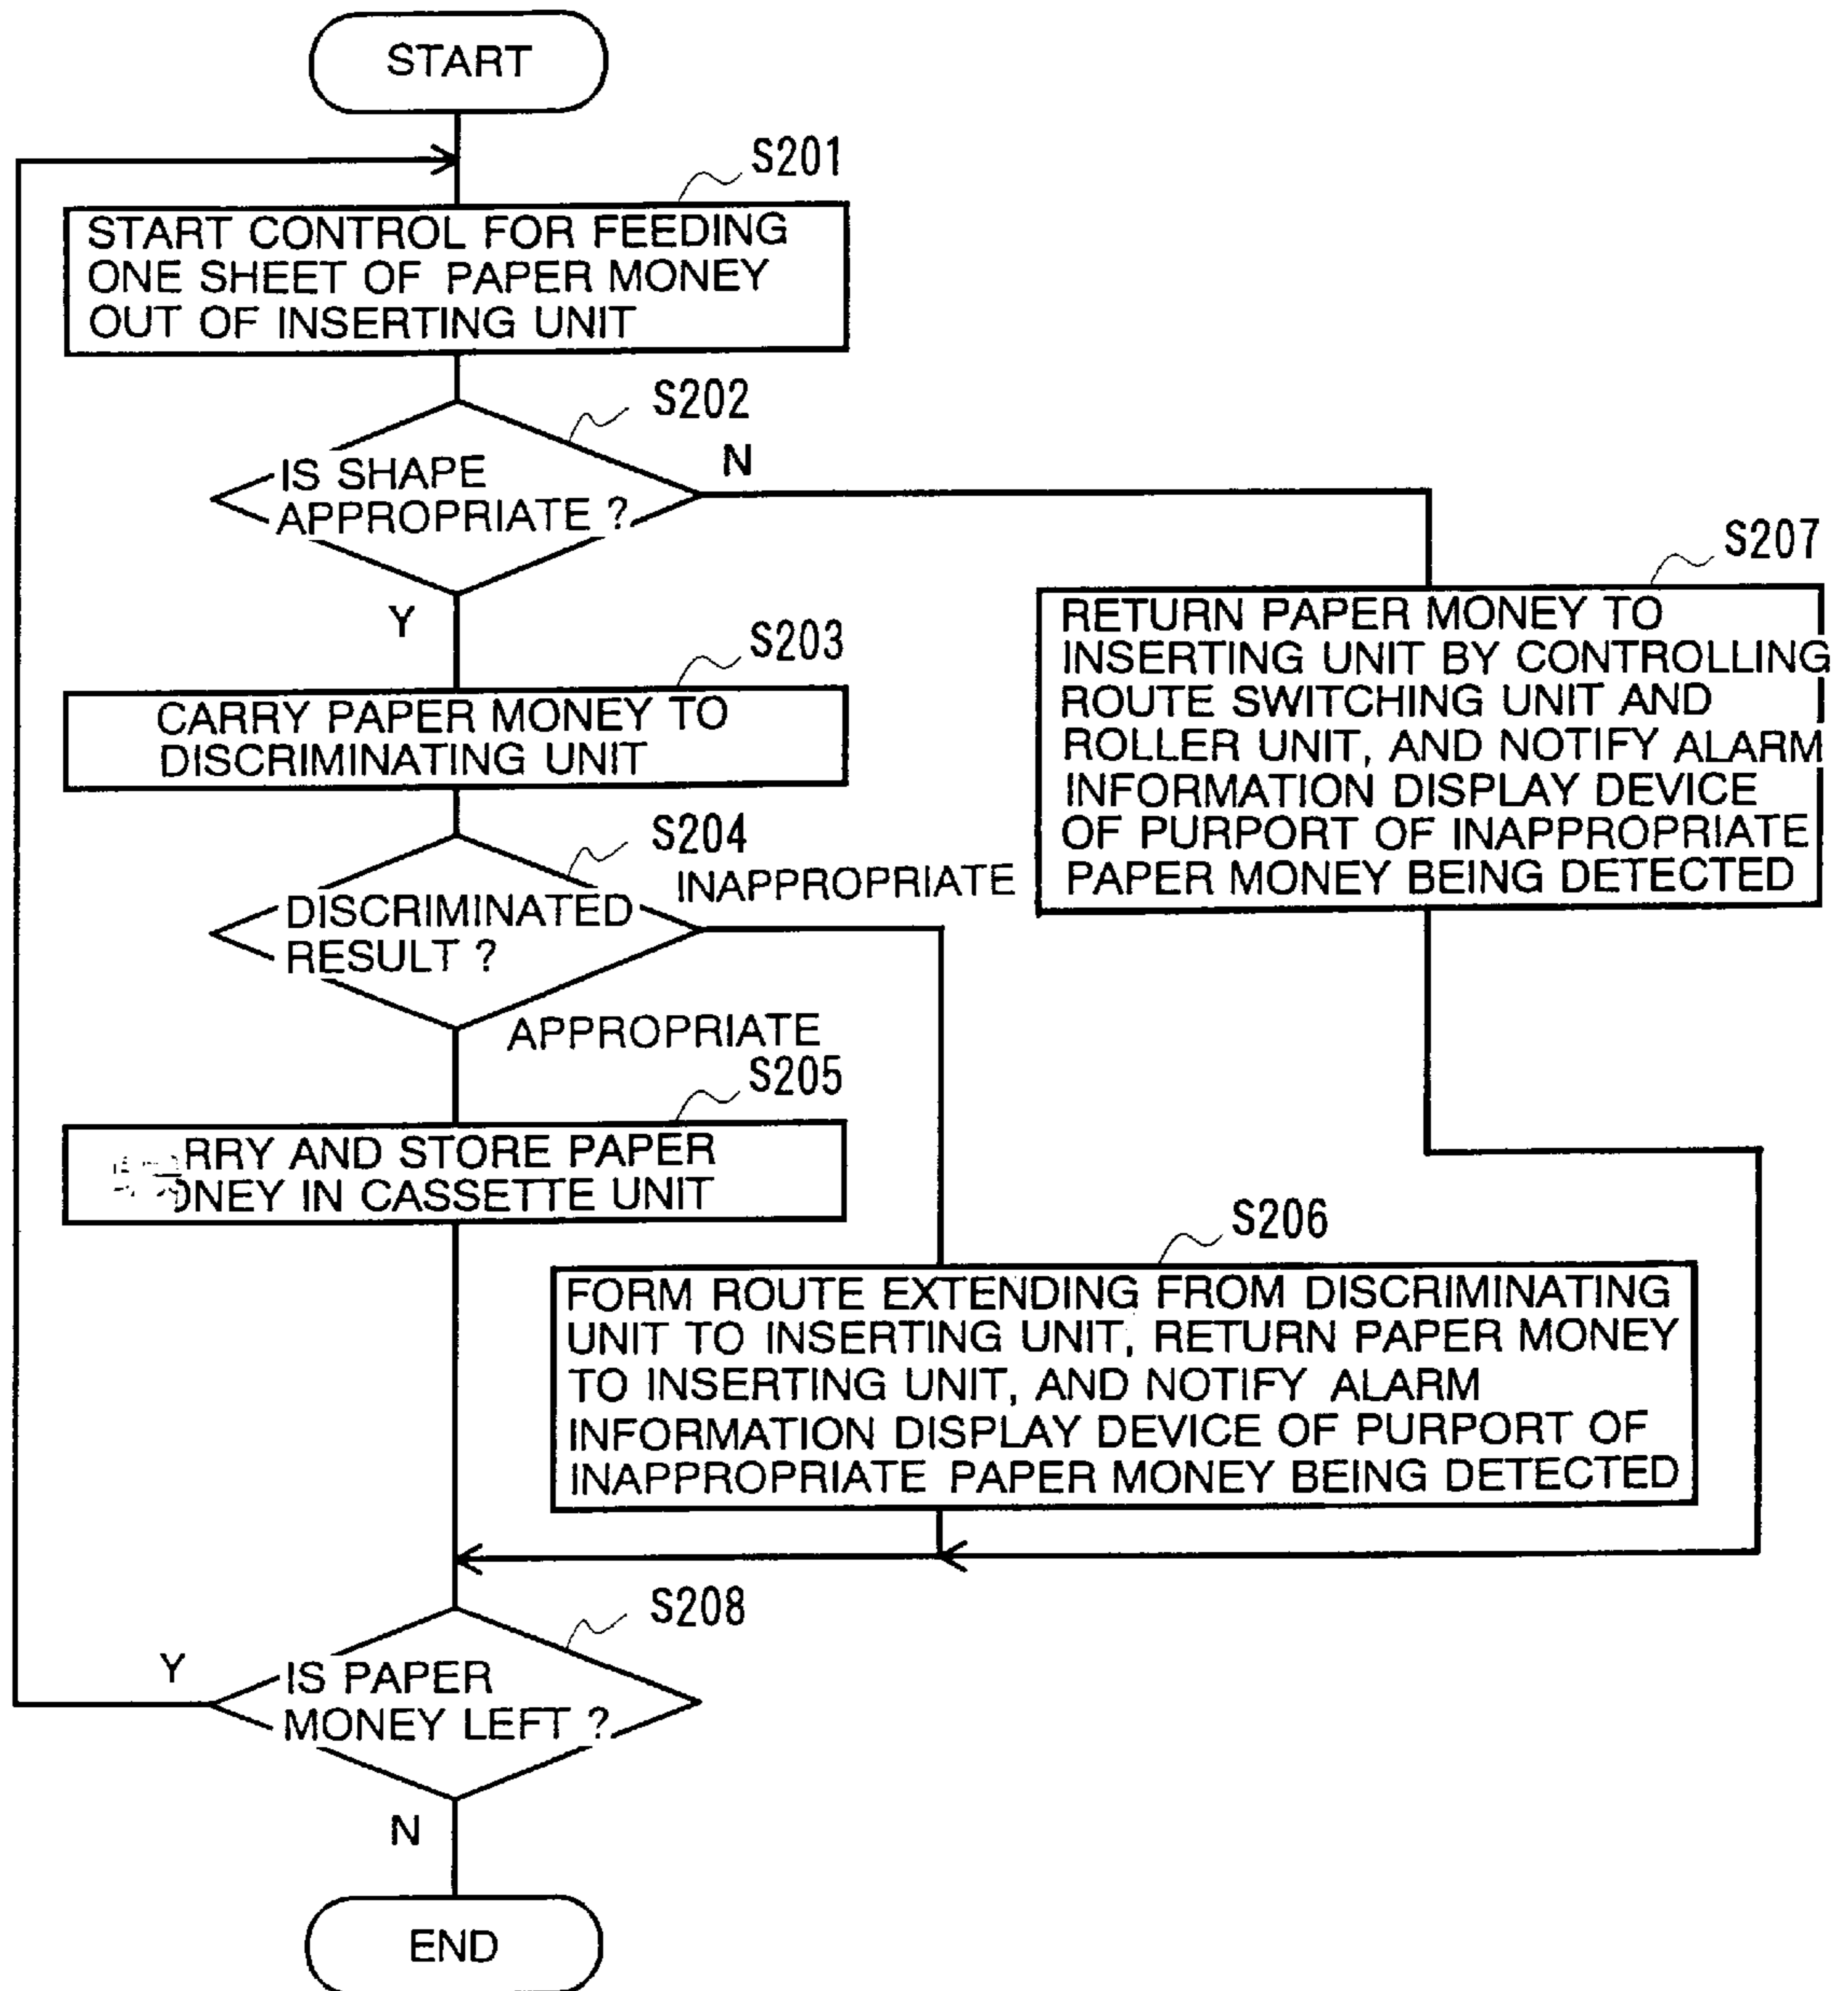 START
S201
START CONTROL FOR FEEDING
ONE SHEET OF PAPER MONEY
OUT OF INSERTING UNIT
S202
IS SHAPE
APPROPRIATE ?
N
Y
S207
RETURN PAPER MONEY TO
INSERTING UNIT BY CONTROLLING
ROUTE SWITCHING UNIT AND
ROLLER UNIT, AND NOTIFY ALARM
INFORMATION DISPLAY DEVICE
OF PURPORT OF INAPPROPRIATE
PAPER MONEY BEING DETECTED
S203
CARRY PAPER MONEY TO
DISCRIMINATING UNIT
S204
INAPPROPRIATE
DISCRIMINATED
RESULT ?
APPROPRIATE
S205
AND STORE PAPER
IN CASSETTE UNIT
S206
FORM ROUTE EXTENDING FROM DISCRIMINATING
UNIT TO INSERTING UNIT, RETURN PAPER MONEY
TO INSERTING UNIT, AND NOTIFY ALARM
INFORMATION DISPLAY DEVICE OF PURPORT OF
INAPPROPRIATE PAPER MONEY BEING DETECTED
S208
IS PAPER
MONEY LEFT ?
Y
N
END